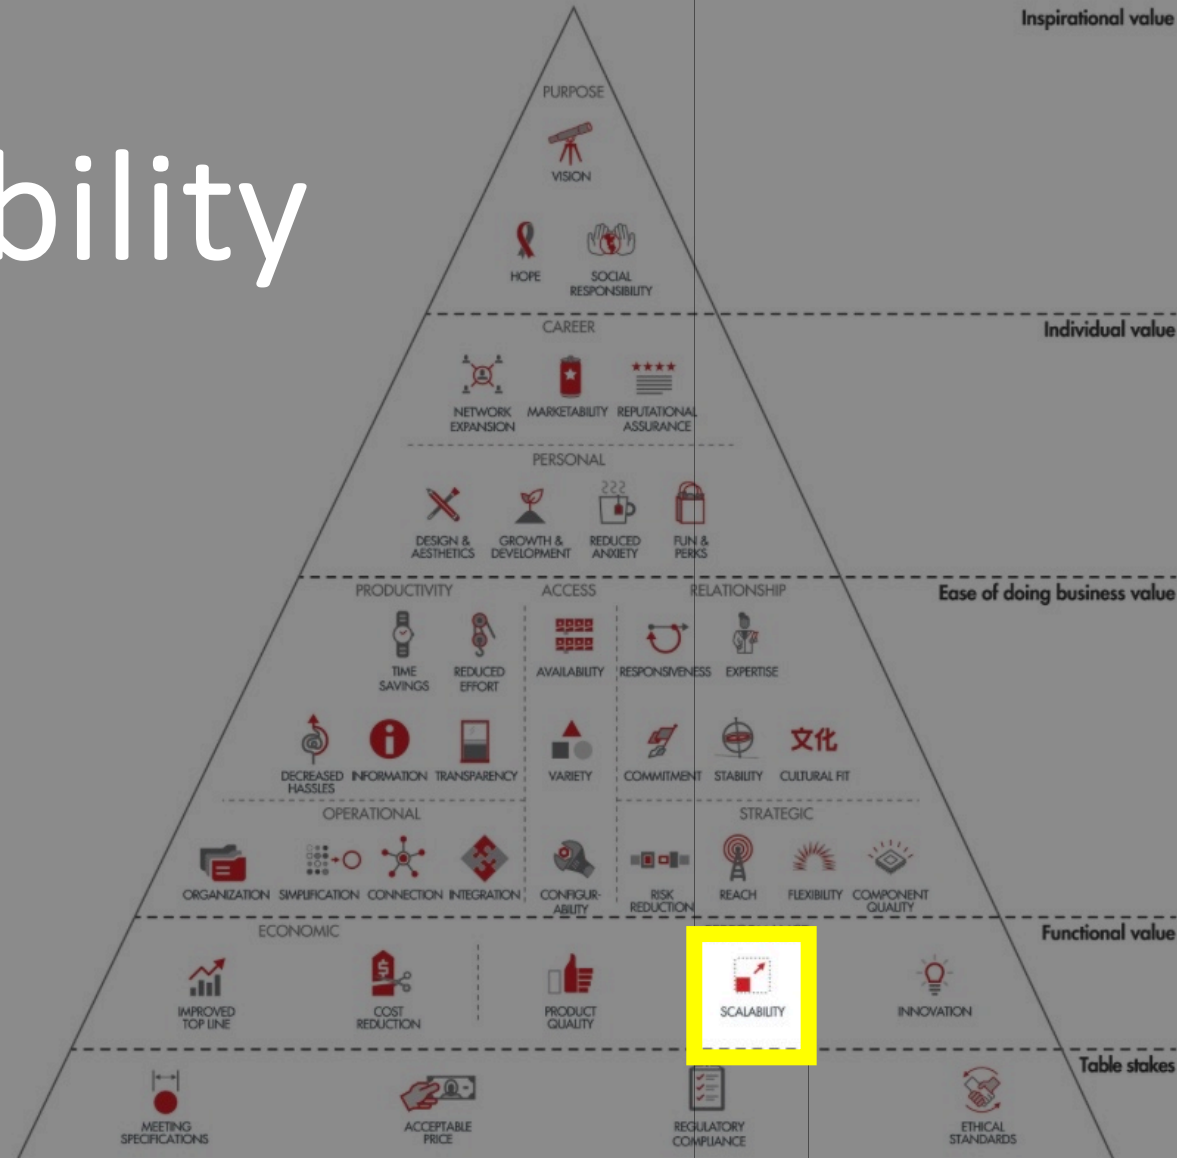 Inspirational value
PURPOSE
VISION
bility
HOPE
SOCIAL
RESPONSIBILITY
Individual value
CAREER
NETWORK
EXPANSION
MARKETABILITY
REPUTATIONAL
ASSURANCE
PERSONAL
DESIGN &
AESTHETICS
GROWTH &
DEVELOPMENT
REDUCED
ANXIETY
FUN &
PERKS
Ease of doing business value
PRODUCTIVITY
ACCESS
RELATIONSHIP
TIME
SAVINGS
REDUCED
EFFORT
AVAILABILITY
RESPONSIVENESS
EXPERTISE
DECREASED
HASSLES
INFORMATION
TRANSPARENCY
VARIETY
COMMITMENT
STABILITY
文化
CULTURAL FIT
OPERATIONAL
STRATEGIC
ORGANIZATION
SIMPLIFICATION
CONNECTION
INTEGRATION
CONFIGUR-
ABILITY
RISK
REDUCTION
REACH
FLEXIBILITY
COMPONENT
QUALITY
Functional value
ECONOMIC
IMPROVED
TOP LINE
$
COST
REDUCTION
PRODUCT
QUALITY
SCALABILITY
INNOVATION
Table stakes
MEETING
SPECIFICATIONS
ACCEPTABLE
PRICE
REGULATORY
COMPLIANCE
ETHICAL
STANDARDS